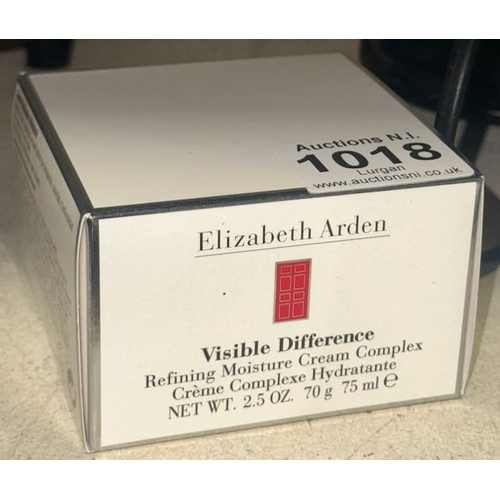 Auctions N.I.
1018
Lurgan
www.auctionsni.co.uk
Elizabeth Arden
Visible Difference
Refining Moisture Cream Complex
Crème Complexe Hydratante
NET WT. 2.5 OZ. 70 g 75 ml ℮